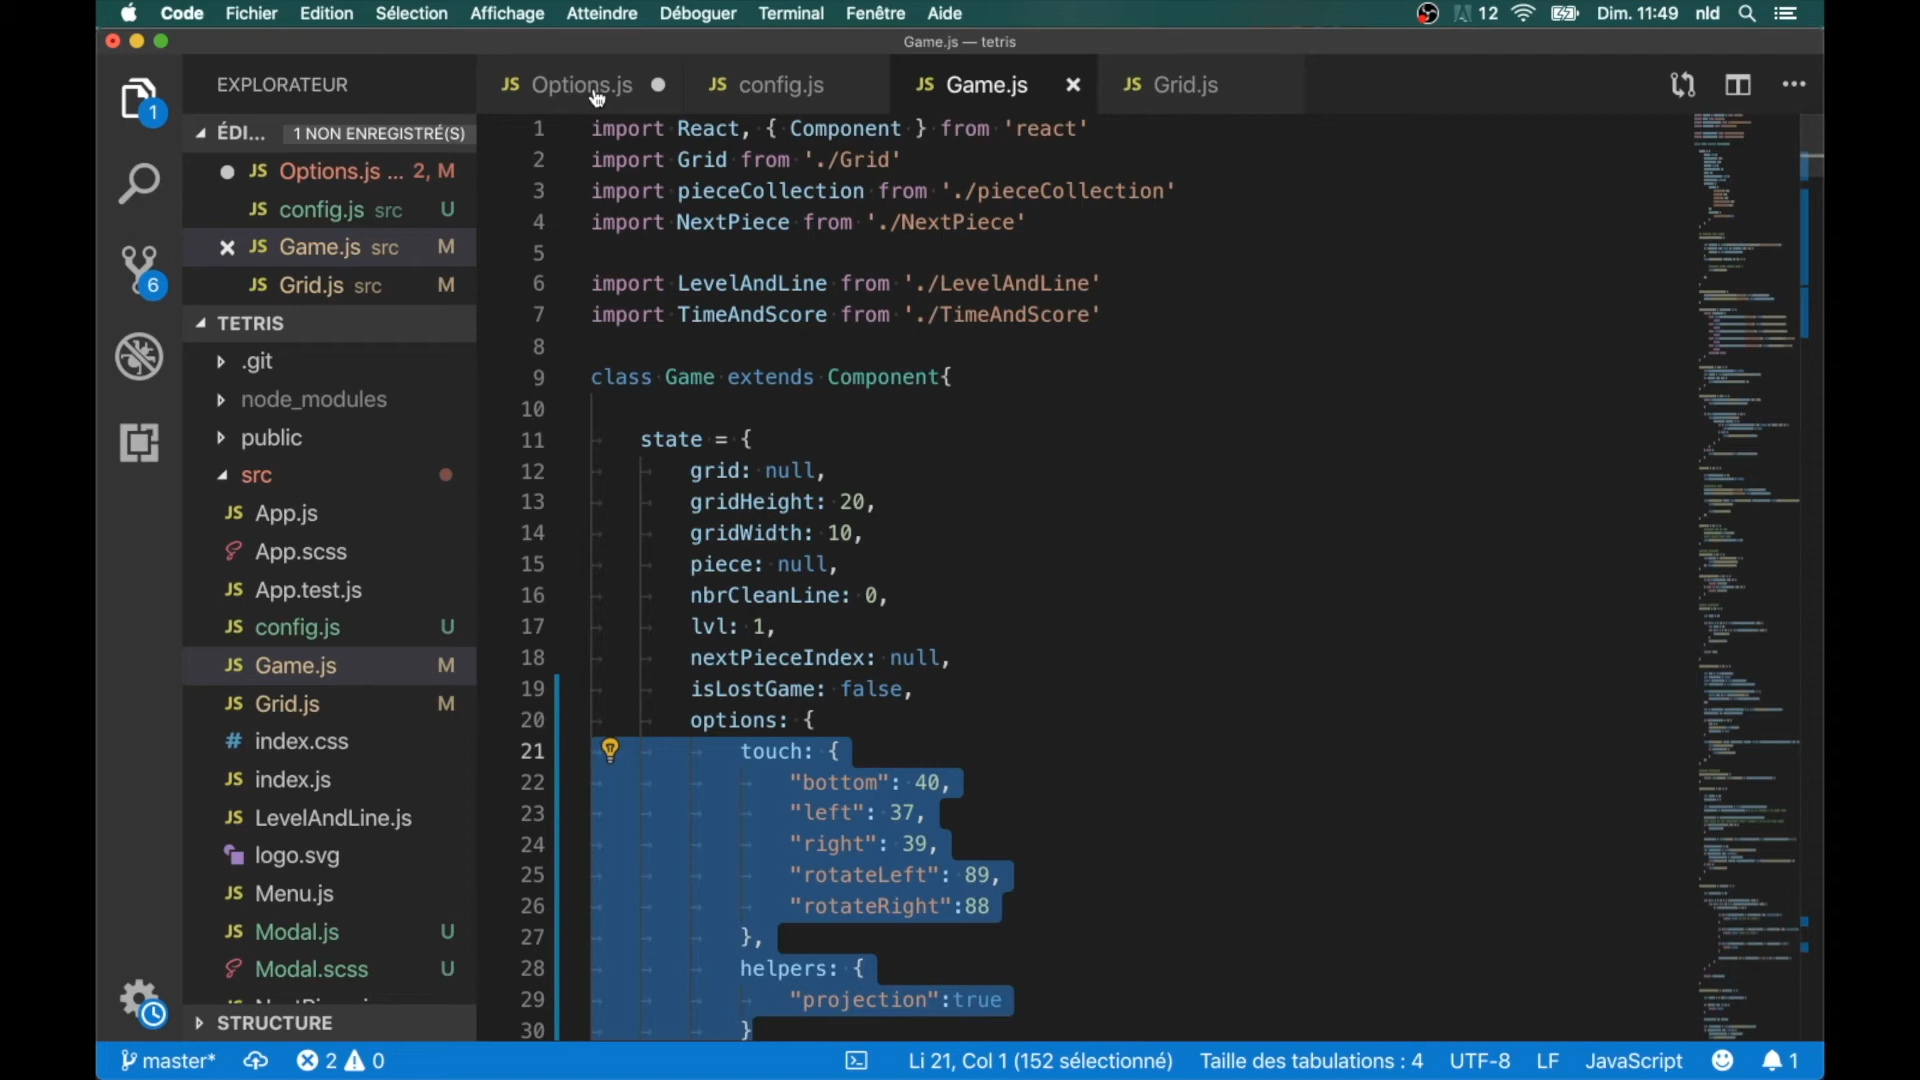 Code Fichier Edition Sélection Affichage Atteindre Déboguer Terminal Fenêtre Aide 12 Dim. 11:49 nld
Game.js — tetris
EXPLORATEUR
JS Options.js JS config.js JS Game.js JS Grid.js
1
ÉDI... 1 NON ENREGISTRÉ(S)
JS Options.js ... 2, M
JS config.js src U
JS Game.js src M
JS Grid.js src M
6
TETRIS
.git
node_modules
public
src
JS App.js
App.scss
JS App.test.js
JS config.js U
JS Game.js M
JS Grid.js M
# index.css
JS index.js
JS LevelAndLine.js
logo.svg
JS Menu.js
JS Modal.js U
Modal.scss U
STRUCTURE
1 import React, { Component } from 'react'
2 import Grid from './Grid'
3 import pieceCollection from './pieceCollection'
4 import NextPiece from './NextPiece'
5
6 import LevelAndLine from './LevelAndLine'
7 import TimeAndScore from './TimeAndScore'
8
9 class Game extends Component{
10
11 state = {
12 grid: null,
13 gridHeight: 20,
14 gridWidth: 10,
15 piece: null,
16 nbrCleanLine: 0,
17 lvl: 1,
18 nextPieceIndex: null,
19 isLostGame: false,
20 options: {
21 touch: {
22 "bottom": 40,
23 "left": 37,
24 "right": 39,
25 "rotateLeft": 89,
26 "rotateRight":88
27 },
28 helpers: {
29 "projection":true
30 }
master* 2 0 Li 21, Col 1 (152 sélectionné) Taille des tabulations : 4 UTF-8 LF JavaScript 1